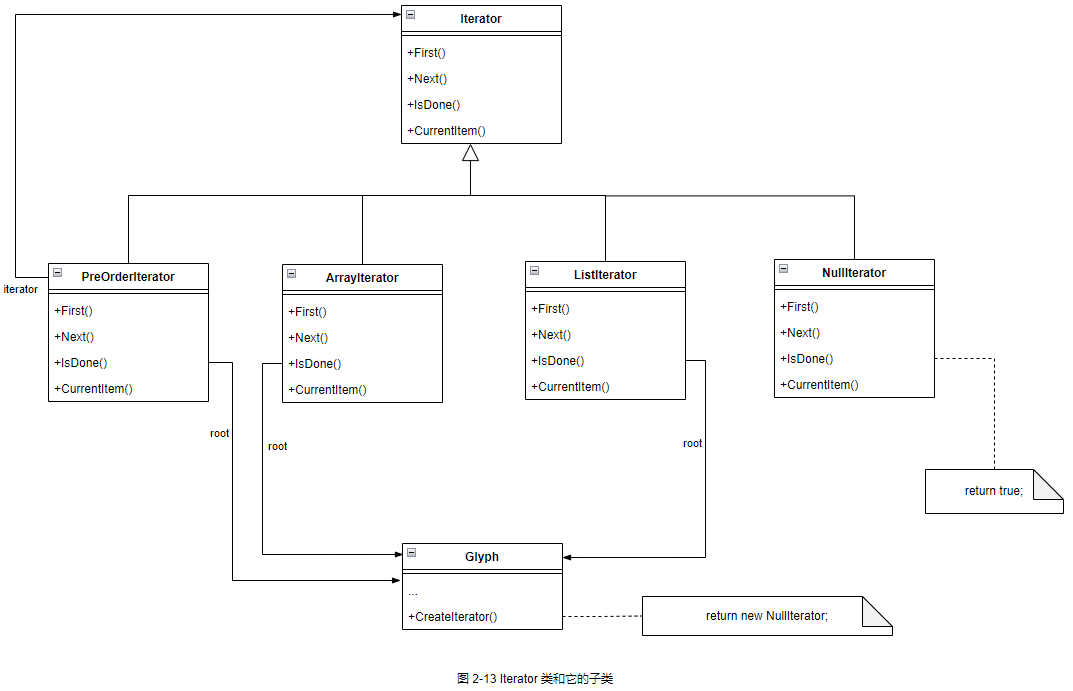 Iterator
+First()
+Next()
+IsDone()
+CurrentItem()
PreOrderIterator
+First()
+Next()
+IsDone()
+CurrentItem()
ArrayIterator
+First()
+Next()
+IsDone()
+CurrentItem()
ListIterator
+First()
+Next()
+IsDone()
+CurrentItem()
NullIterator
+First()
+Next()
+IsDone()
+CurrentItem()
iterator
root
root
root
return true;
Glyph
...
+CreateIterator()
return new NullIterator;
图 2-13 Iterator 类和它的子类